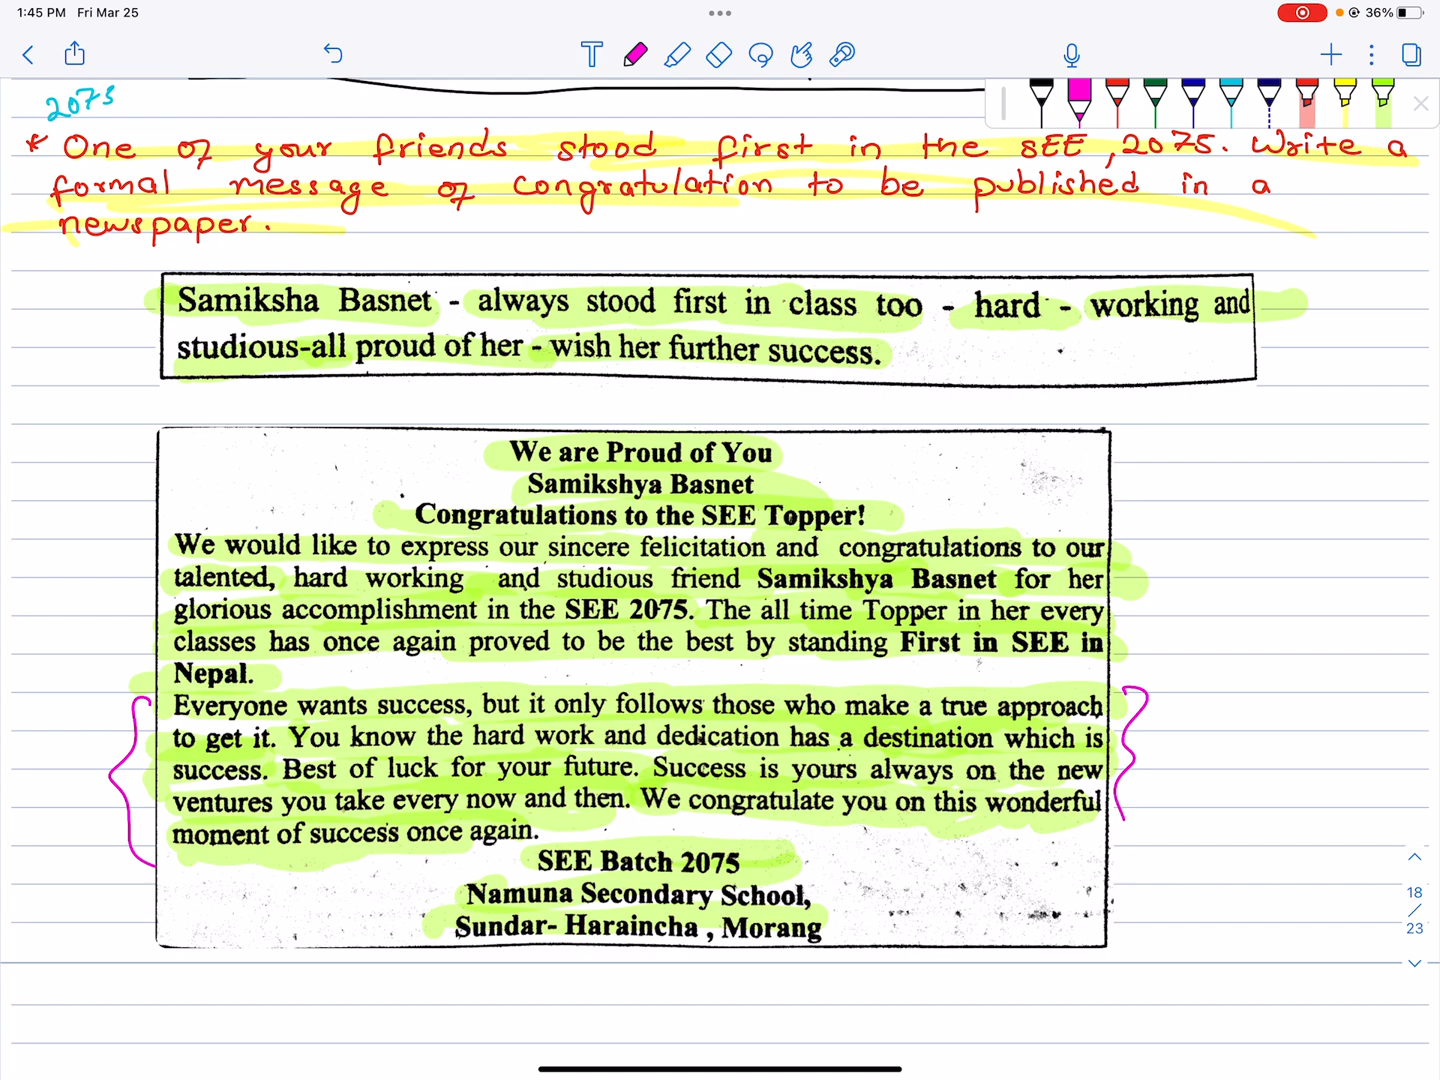 1:45 PM Fri Mar 25
36%
2075
* One of your friends stood first in the SEE, 2075. Write a
formal message of congratulation to be published in a
newspaper.
Samiksha Basnet - always stood first in class too - hard - working and
studious-all proud of her - wish her further success.
We are Proud of You
Samikshya Basnet
Congratulations to the SEE Topper!
We would like to express our sincere felicitation and congratulations to our
talented, hard working and studious friend Samikshya Basnet for her
glorious accomplishment in the SEE 2075. The all time Topper in her every
classes has once again proved to be the best by standing First in SEE in
Nepal.
Everyone wants success, but it only follows those who make a true approach
to get it. You know the hard work and dedication has a destination which is
success. Best of luck for your future. Success is yours always on the new
ventures you take every now and then. We congratulate you on this wonderful
moment of success once again.
SEE Batch 2075
Namuna Secondary School,
Sundar- Haraincha , Morang
18
/
23